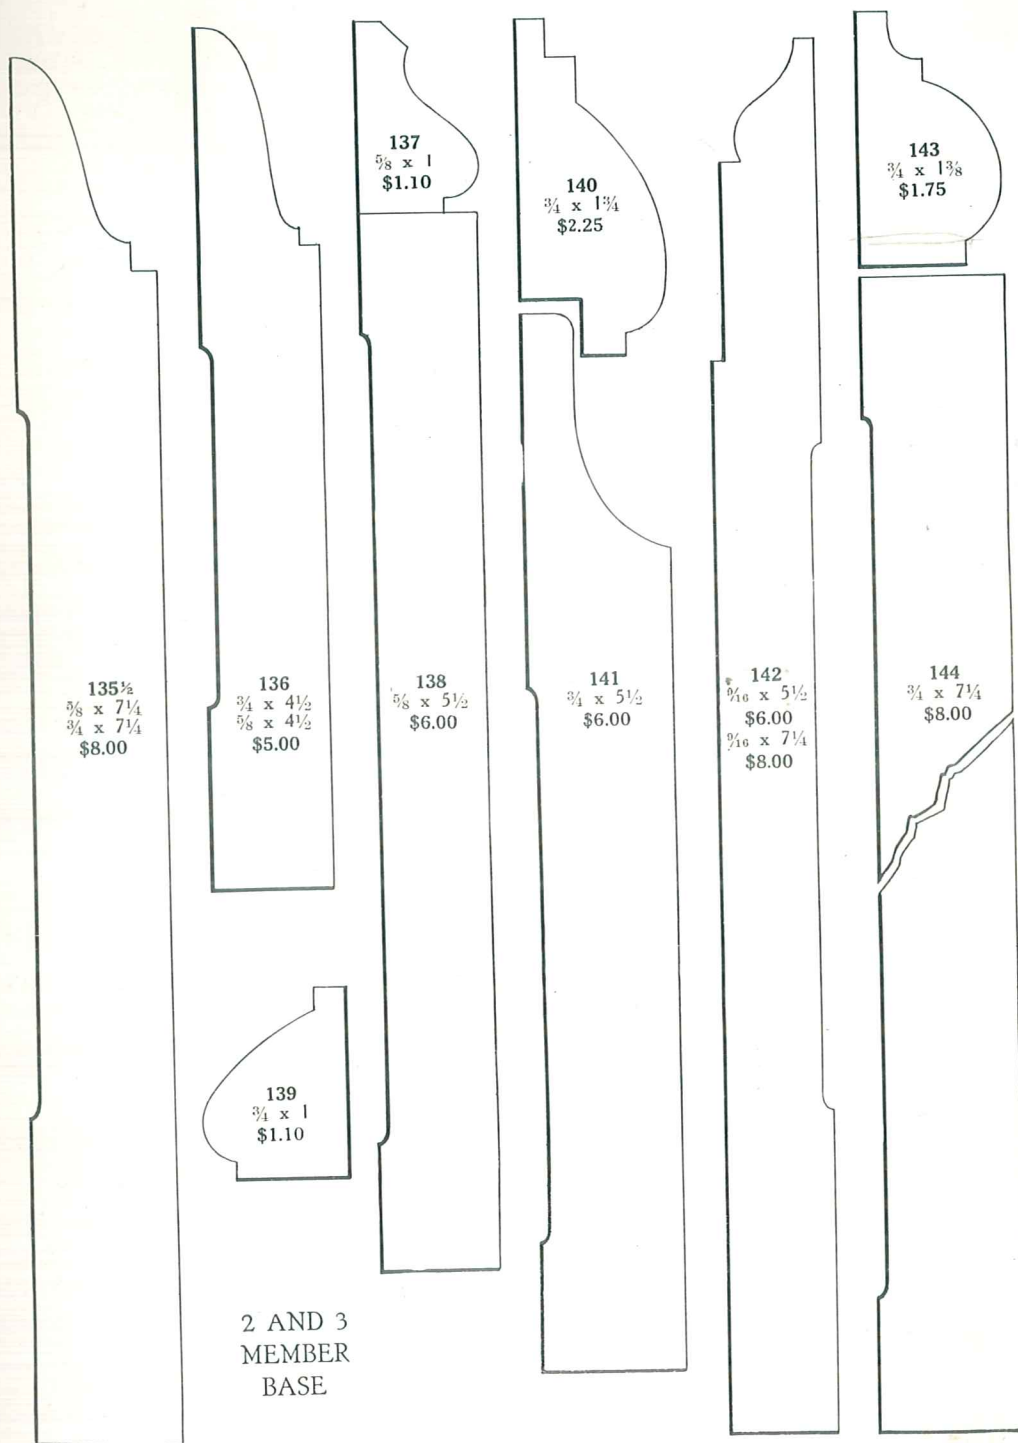 137
⅝ x 1
$1.10
140
¾ x 1¾
$2.25
143
¾ x 1⅜
$1.75
135½
⅝ x 7¼
¾ x 7¼
$8.00
136
¾ x 4½
⅝ x 4½
$5.00
138
⅝ x 5½
$6.00
141
¾ x 5½
$6.00
142
9/16 x 5½
$6.00
9/16 x 7¼
$8.00
144
¾ x 7¼
$8.00
139
¾ x 1
$1.10
2 AND 3
MEMBER
BASE